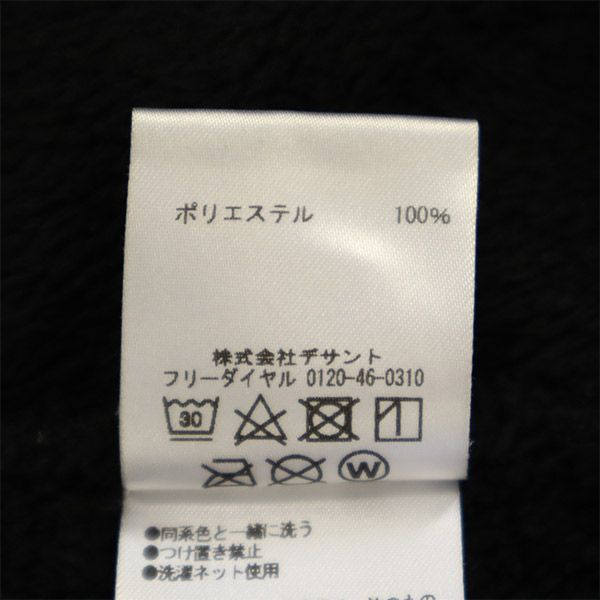 ポリエステル 100%
株式会社デサント
フリーダイヤル 0120-46-0310
30
W
●同系色と一緒に洗う
●つけ置き禁止
●洗濯ネット使用